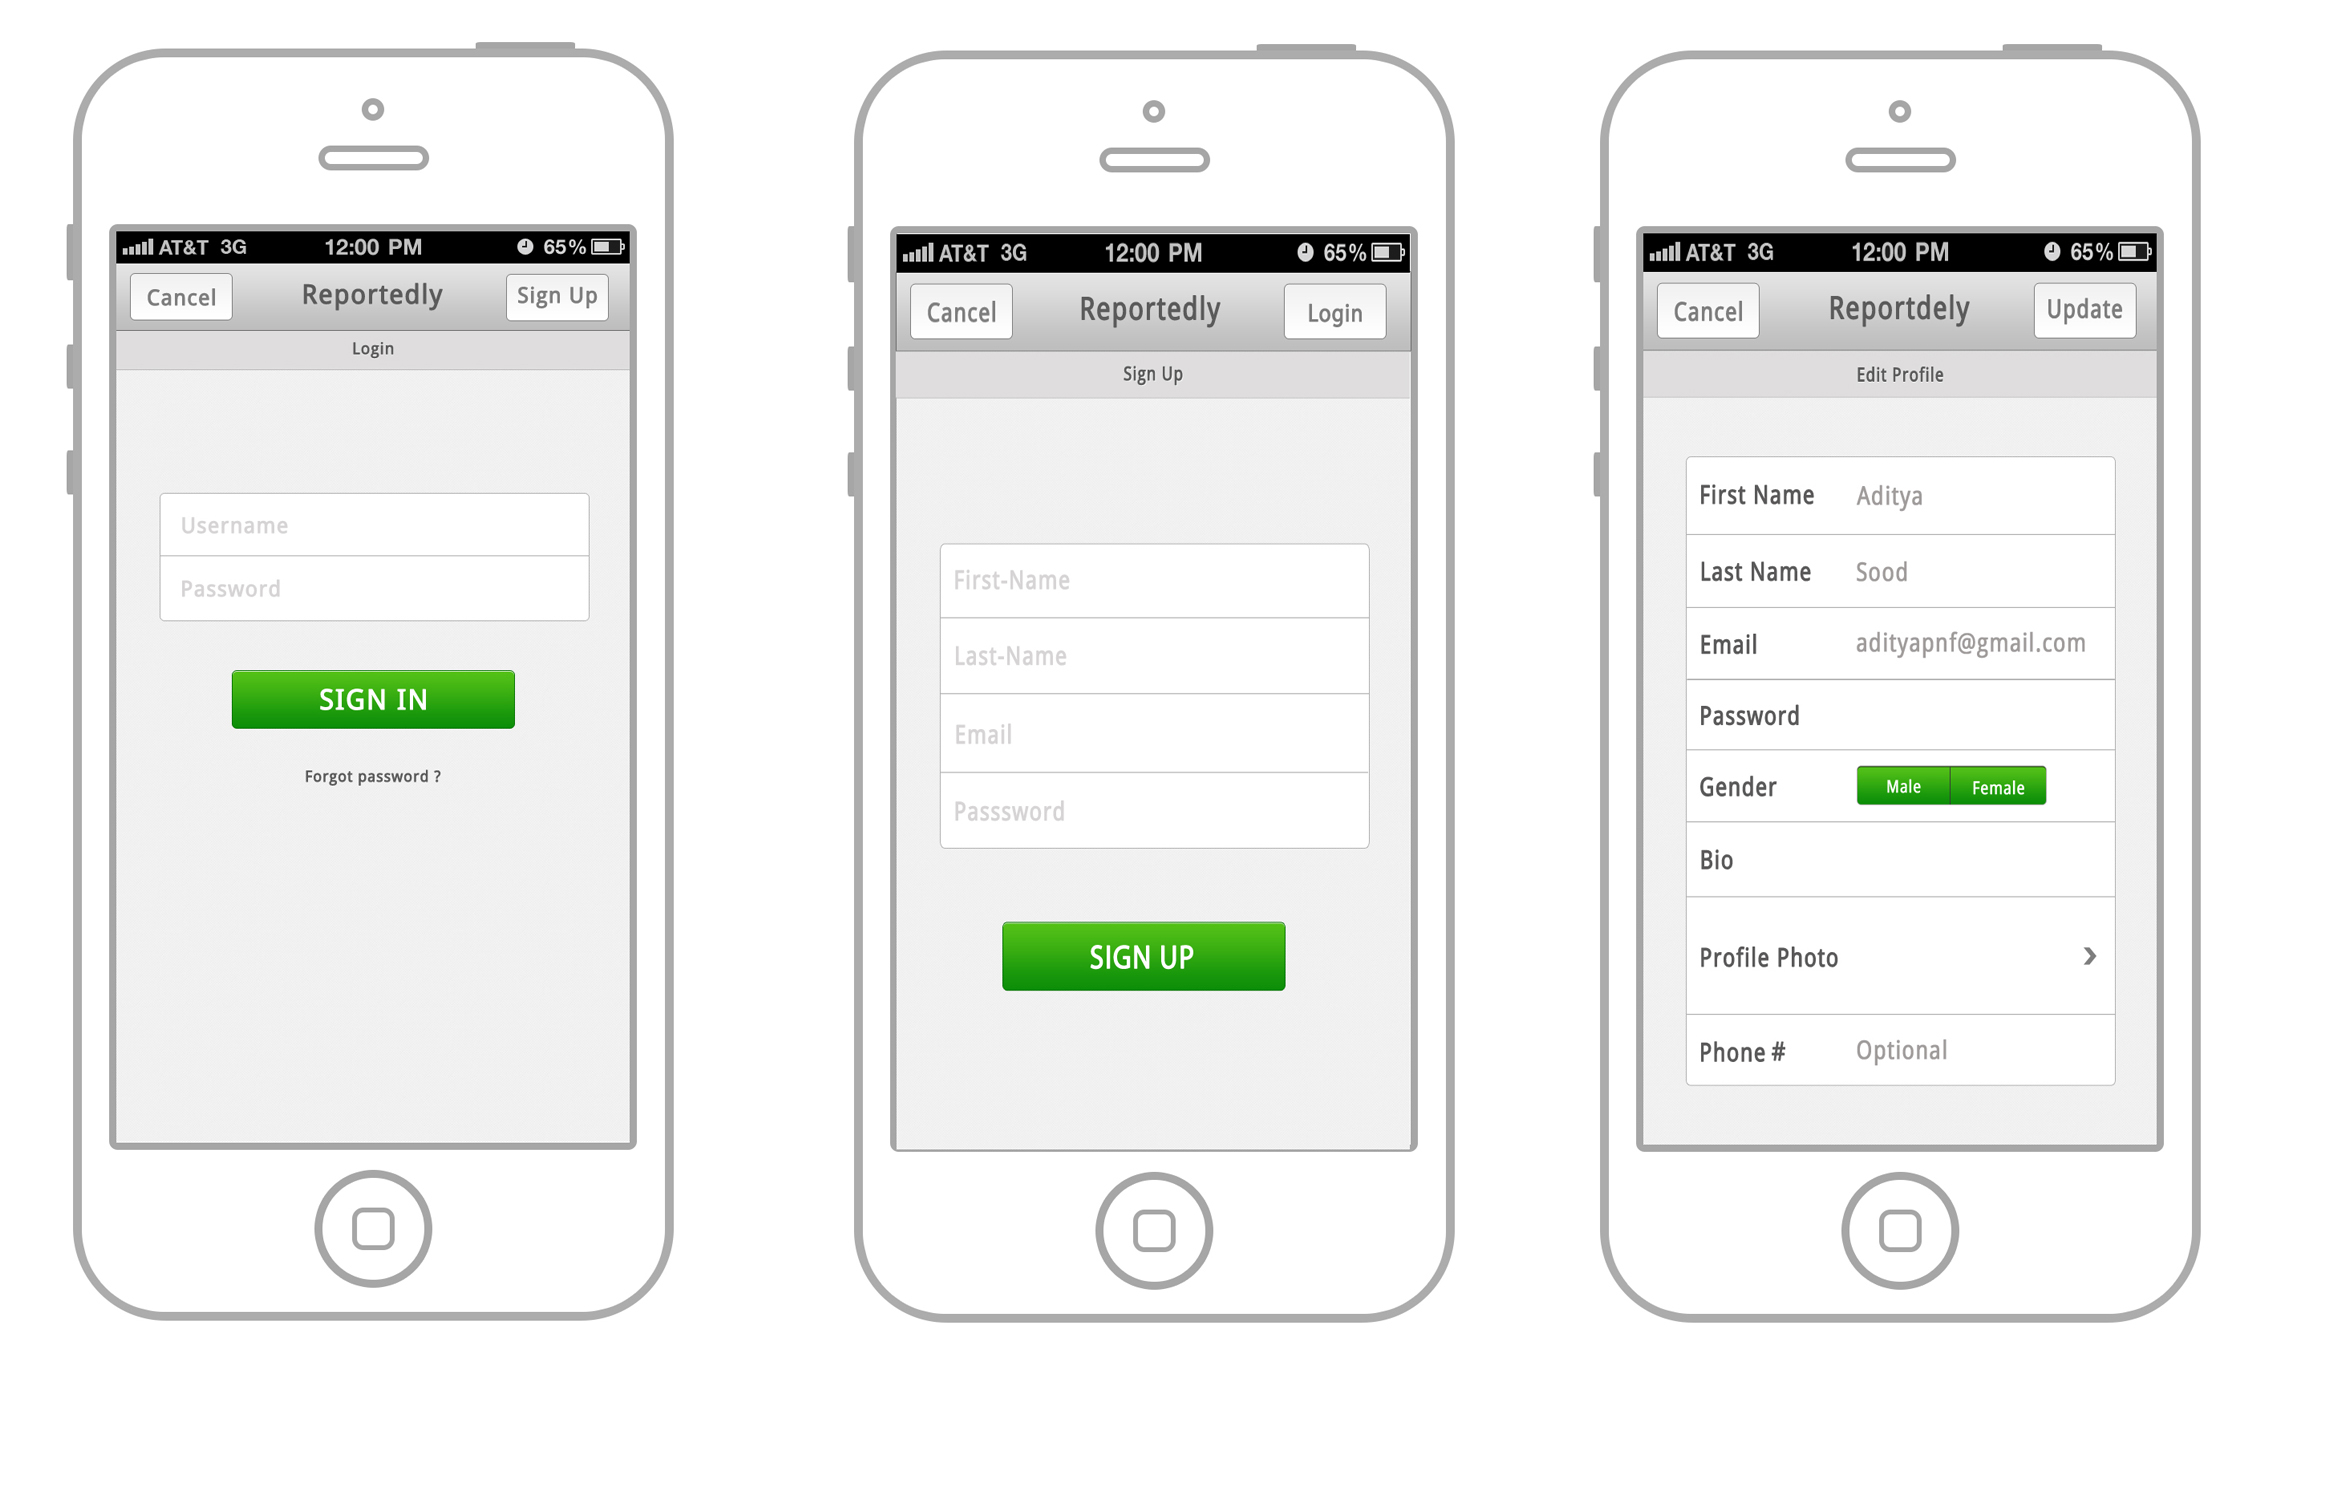 AT&T 3G 12:00 PM 65%
Cancel Reportedly Sign Up
Login
Username
Password
SIGN IN
Forgot password ?
AT&T 3G 12:00 PM 65%
Cancel Reportedly Login
Sign Up
First-Name
Last-Name
Email
Passsword
SIGN UP
AT&T 3G 12:00 PM 65%
Cancel Reportdely Update
Edit Profile
First Name Aditya
Last Name Sood
Email adityapnf@gmail.com
Password
Gender Male Female
Bio
Profile Photo
Phone # Optional